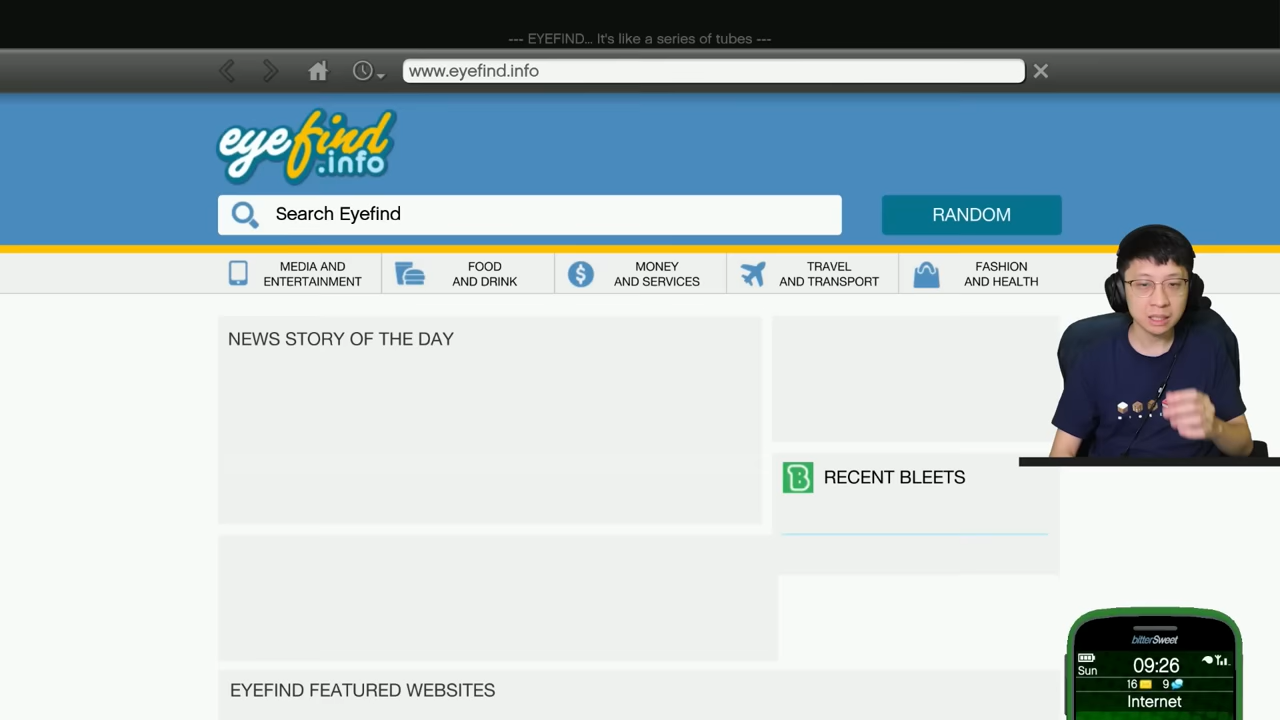 --- EYEFIND... It's like a series of tubes ---
www.eyefind.info
eyefind
.info
Search Eyefind
RANDOM
MEDIA AND
ENTERTAINMENT
FOOD
AND DRINK
MONEY
AND SERVICES
TRAVEL
AND TRANSPORT
FASHION
AND HEALTH
NEWS STORY OF THE DAY
B RECENT BLEETS
EYEFIND FEATURED WEBSITES
bitterSweet
Sun 09:26
16 9
Internet